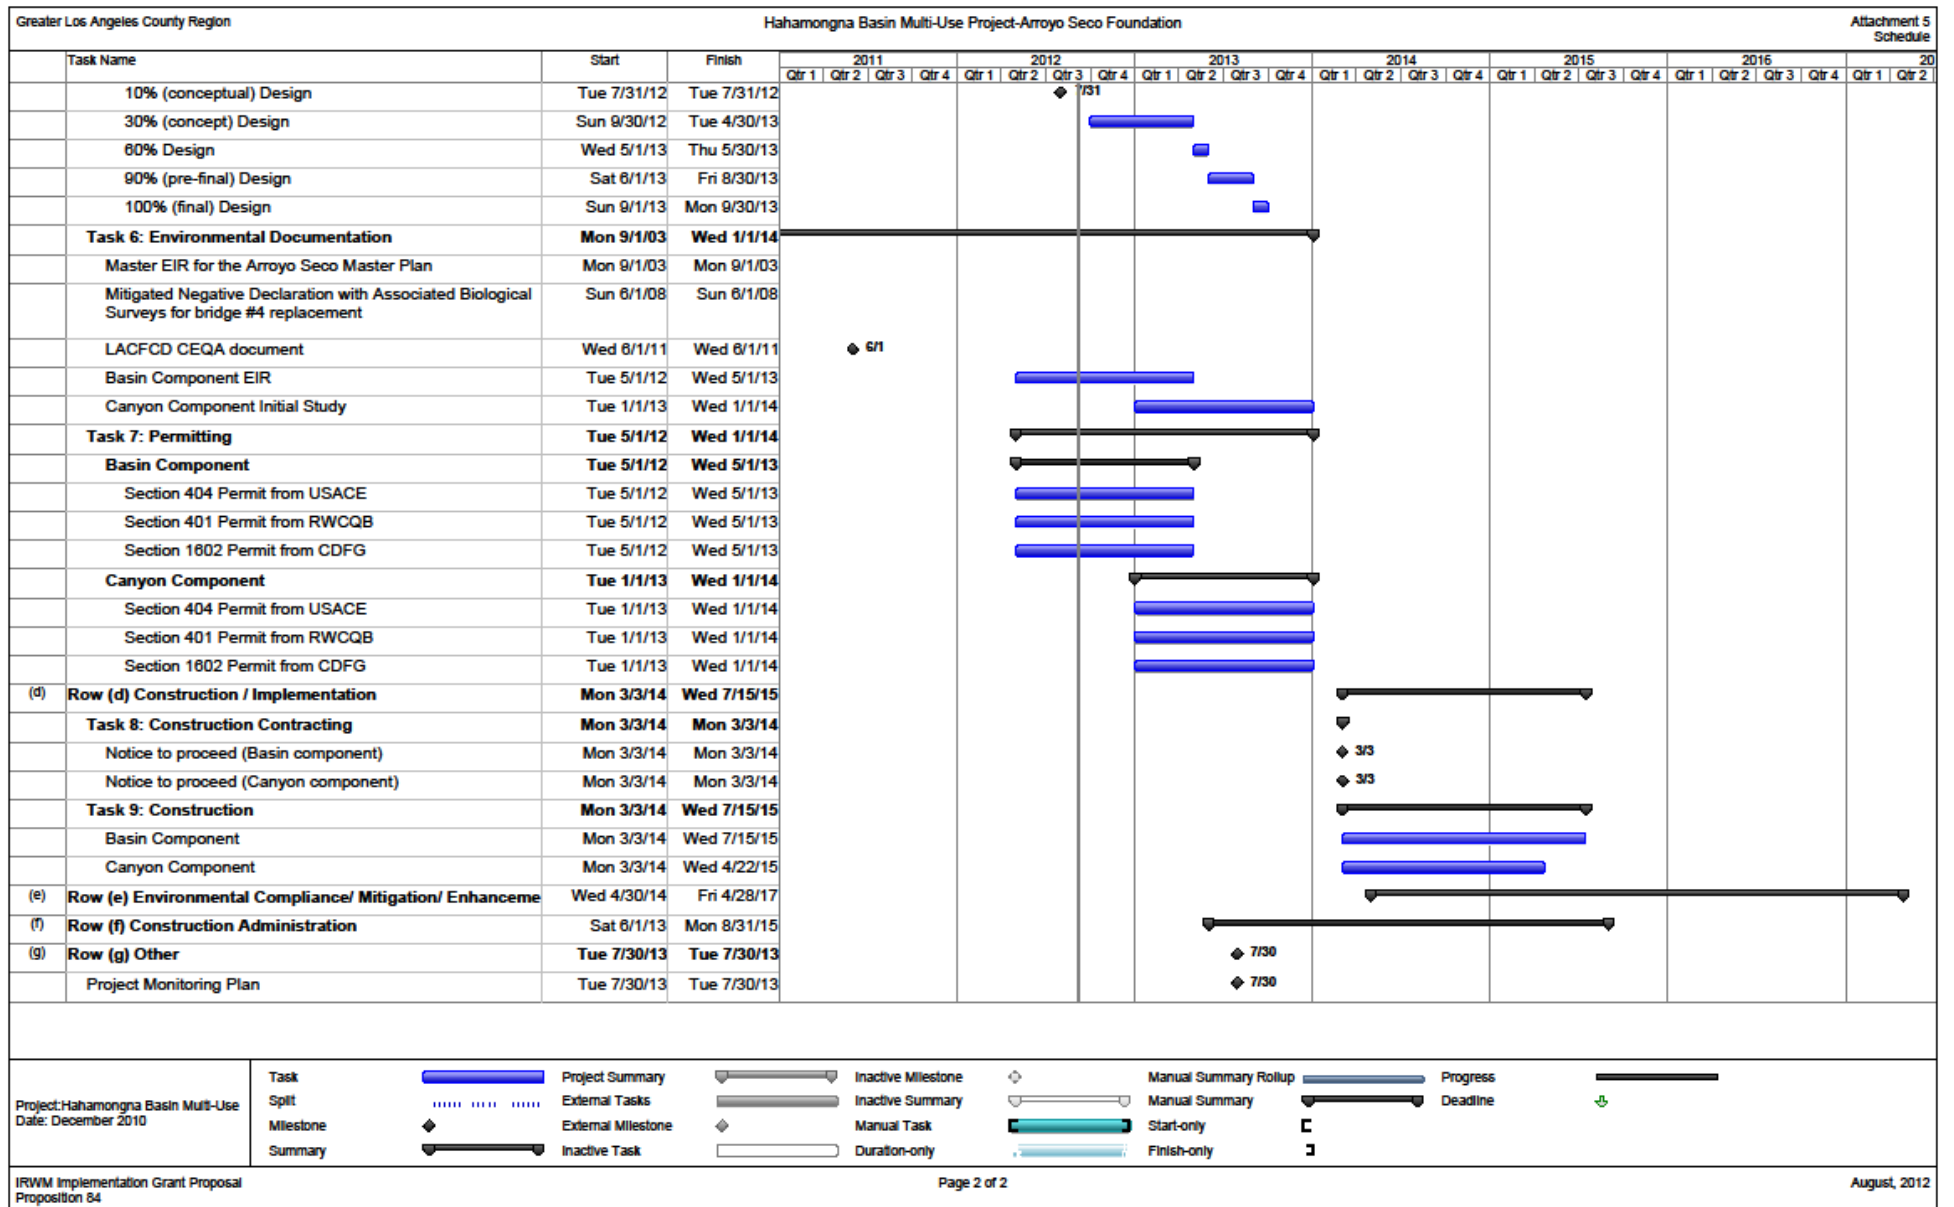 Greater Los Angeles County Region
Hahamongna Basin Multi-Use Project-Arroyo Seco Foundation
Attachment 5
Schedule
Task Name Start Finish 2011 2012 2013 2014 2015 2016 20
Qtr 1 Qtr 2 Qtr 3 Qtr 4 Qtr 1 Qtr 2 Qtr 3 Qtr 4 Qtr 1 Qtr 2 Qtr 3 Qtr 4 Qtr 1 Qtr 2 Qtr 3 Qtr 4 Qtr 1 Qtr 2 Qtr 3 Qtr 4 Qtr 1 Qtr 2 Qtr 3 Qtr 4 Qtr 1 Qtr 2
10% (conceptual) Design Tue 7/31/12 Tue 7/31/12 7/31
30% (concept) Design Sun 9/30/12 Tue 4/30/13
60% Design Wed 5/1/13 Thu 5/30/13
90% (pre-final) Design Sat 6/1/13 Fri 8/30/13
100% (final) Design Sun 9/1/13 Mon 9/30/13
Task 6: Environmental Documentation Mon 9/1/03 Wed 1/1/14
Master EIR for the Arroyo Seco Master Plan Mon 9/1/03 Mon 9/1/03
Mitigated Negative Declaration with Associated Biological Sun 6/1/08 Sun 6/1/08
Surveys for bridge #4 replacement
LACFCD CEQA document Wed 6/1/11 Wed 6/1/11 6/1
Basin Component EIR Tue 5/1/12 Wed 5/1/13
Canyon Component Initial Study Tue 1/1/13 Wed 1/1/14
Task 7: Permitting Tue 5/1/12 Wed 1/1/14
Basin Component Tue 5/1/12 Wed 5/1/13
Section 404 Permit from USACE Tue 5/1/12 Wed 5/1/13
Section 401 Permit from RWCQB Tue 5/1/12 Wed 5/1/13
Section 1602 Permit from CDFG Tue 5/1/12 Wed 5/1/13
Canyon Component Tue 1/1/13 Wed 1/1/14
Section 404 Permit from USACE Tue 1/1/13 Wed 1/1/14
Section 401 Permit from RWCQB Tue 1/1/13 Wed 1/1/14
Section 1602 Permit from CDFG Tue 1/1/13 Wed 1/1/14
(d) Row (d) Construction / Implementation Mon 3/3/14 Wed 7/15/15
Task 8: Construction Contracting Mon 3/3/14 Mon 3/3/14
Notice to proceed (Basin component) Mon 3/3/14 Mon 3/3/14 3/3
Notice to proceed (Canyon component) Mon 3/3/14 Mon 3/3/14 3/3
Task 9: Construction Mon 3/3/14 Wed 7/15/15
Basin Component Mon 3/3/14 Wed 7/15/15
Canyon Component Mon 3/3/14 Wed 4/22/15
(e) Row (e) Environmental Compliance/ Mitigation/ Enhanceme Wed 4/30/14 Fri 4/28/17
(f) Row (f) Construction Administration Sat 6/1/13 Mon 8/31/15
(g) Row (g) Other Tue 7/30/13 Tue 7/30/13 7/30
Project Monitoring Plan Tue 7/30/13 Tue 7/30/13 7/30
Project:Hahamongna Basin Multi-Use
Date: December 2010
Task Project Summary Inactive Milestone Manual Summary Rollup Progress
Split External Tasks Inactive Summary Manual Summary Deadline
Milestone External Milestone Manual Task Start-only
Summary Inactive Task Duration-only Finish-only
IRWM Implementation Grant Proposal
Proposition 84
Page 2 of 2
August, 2012